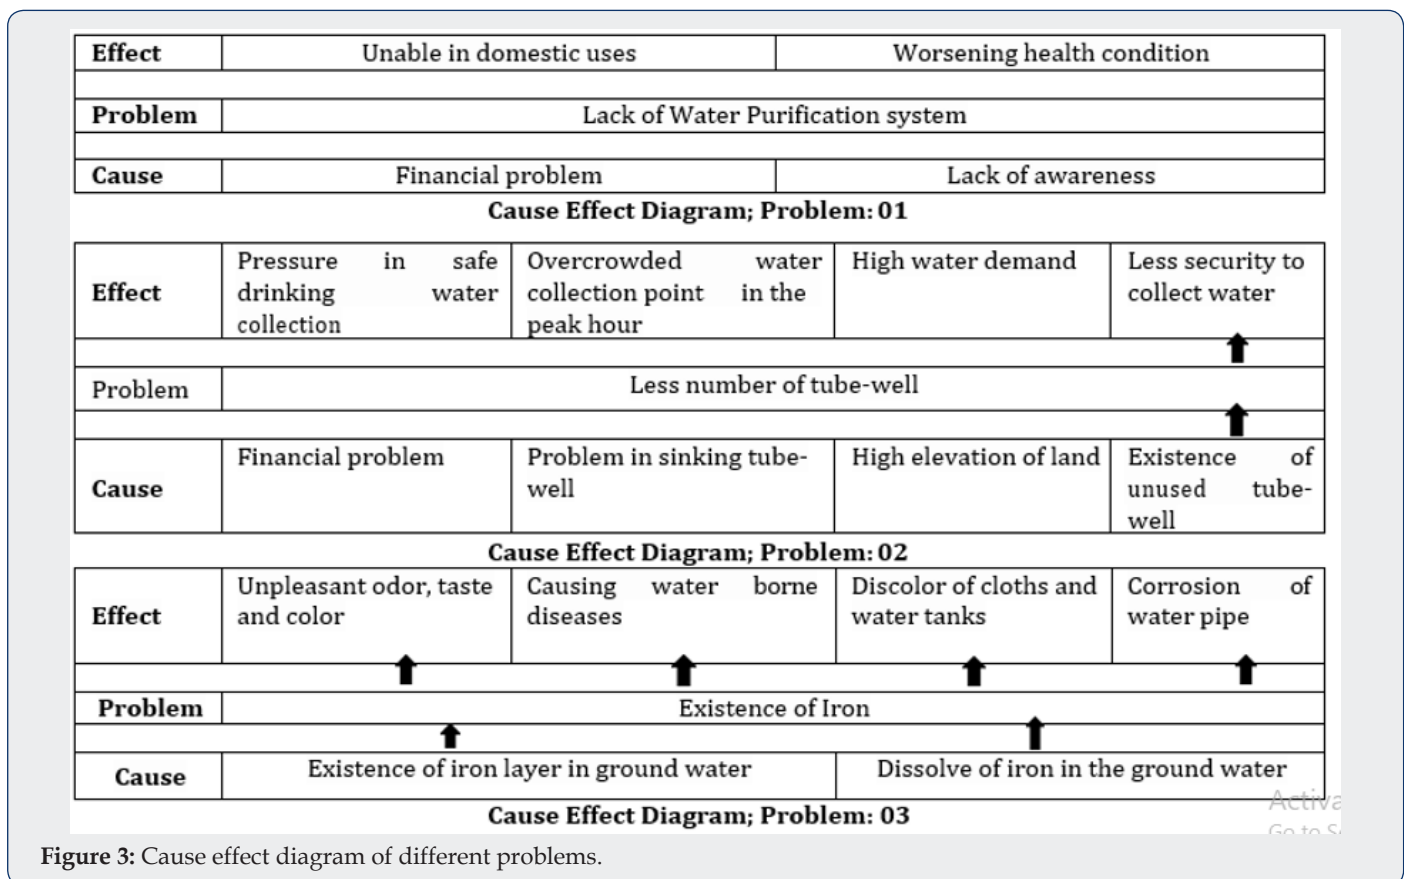 Effect Unable in domestic uses Worsening health condition
Problem Lack of Water Purification system
Cause Financial problem Lack of awareness
Cause Effect Diagram; Problem: 01
Effect
Pressure in safe
drinking water
collection
Overcrowded water
collection point in the
peak hour
High water demand
Less security to
collect water
Problem Less number of tube-well
Cause
Financial problem
Problem in sinking tube-
well
High elevation of land
Existence of
unused tube-
well
Cause Effect Diagram; Problem: 02
Effect
Unpleasant odor, taste
and color
Causing water borne
diseases
Discolor of cloths and
water tanks
Corrosion of
water pipe
Problem Existence of Iron
Cause Existence of iron layer in ground water Dissolve of iron in the ground water
Cause Effect Diagram; Problem: 03
Activa
Go to S
Figure 3: Cause effect diagram of different problems.